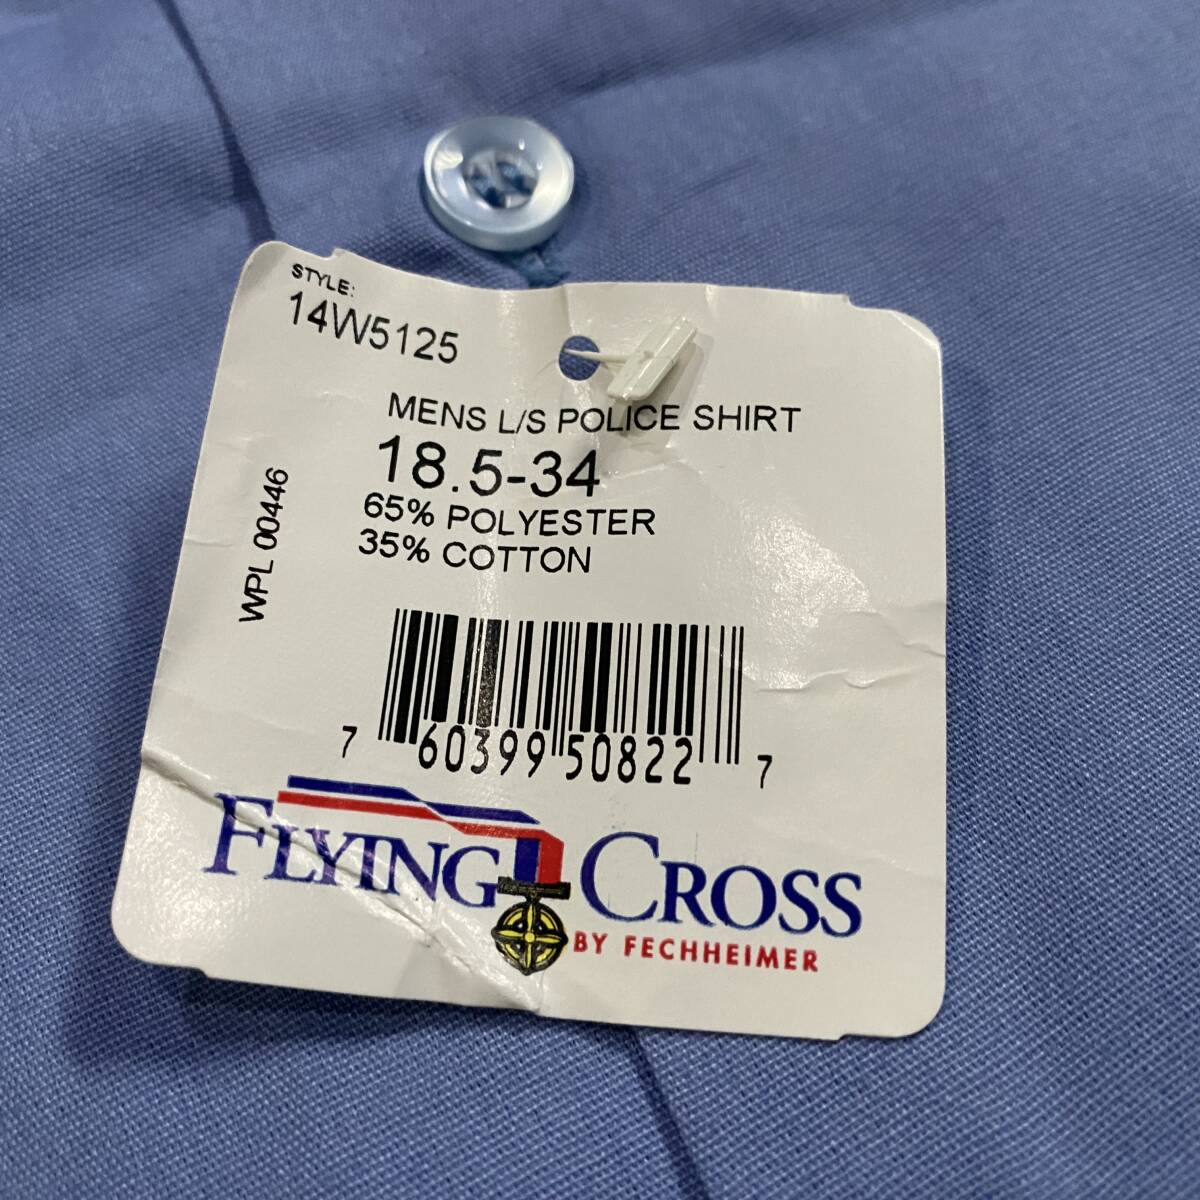 STYLE:
14W5125
MENS L/S POLICE SHIRT
18.5-34
65% POLYESTER
35% COTTON
WPL 00446
7 60399 50822 7
FLYING CROSS
BY FECHHEIMER